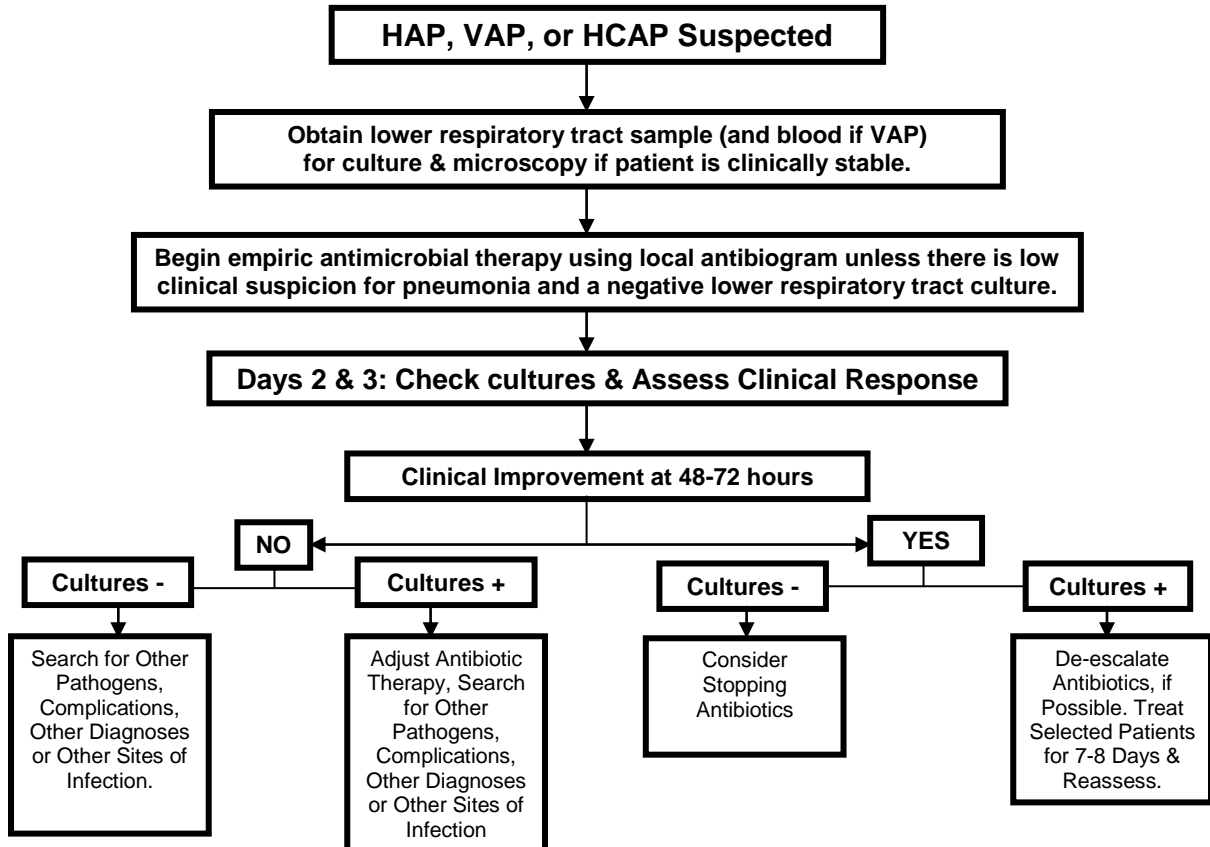 HAP, VAP, or HCAP Suspected
Obtain lower respiratory tract sample (and blood if VAP)
for culture & microscopy if patient is clinically stable.
Begin empiric antimicrobial therapy using local antibiogram unless there is low
clinical suspicion for pneumonia and a negative lower respiratory tract culture.
Days 2 & 3: Check cultures & Assess Clinical Response
Clinical Improvement at 48-72 hours
NO
YES
Cultures -
Cultures +
Cultures -
Cultures +
Search for Other
Pathogens,
Complications,
Other Diagnoses
or Other Sites of
Infection.
Adjust Antibiotic
Therapy, Search
for Other
Pathogens,
Complications,
Other Diagnoses
or Other Sites of
Infection
Consider
Stopping
Antibiotics
De-escalate
Antibiotics, if
Possible. Treat
Selected Patients
for 7-8 Days &
Reassess.